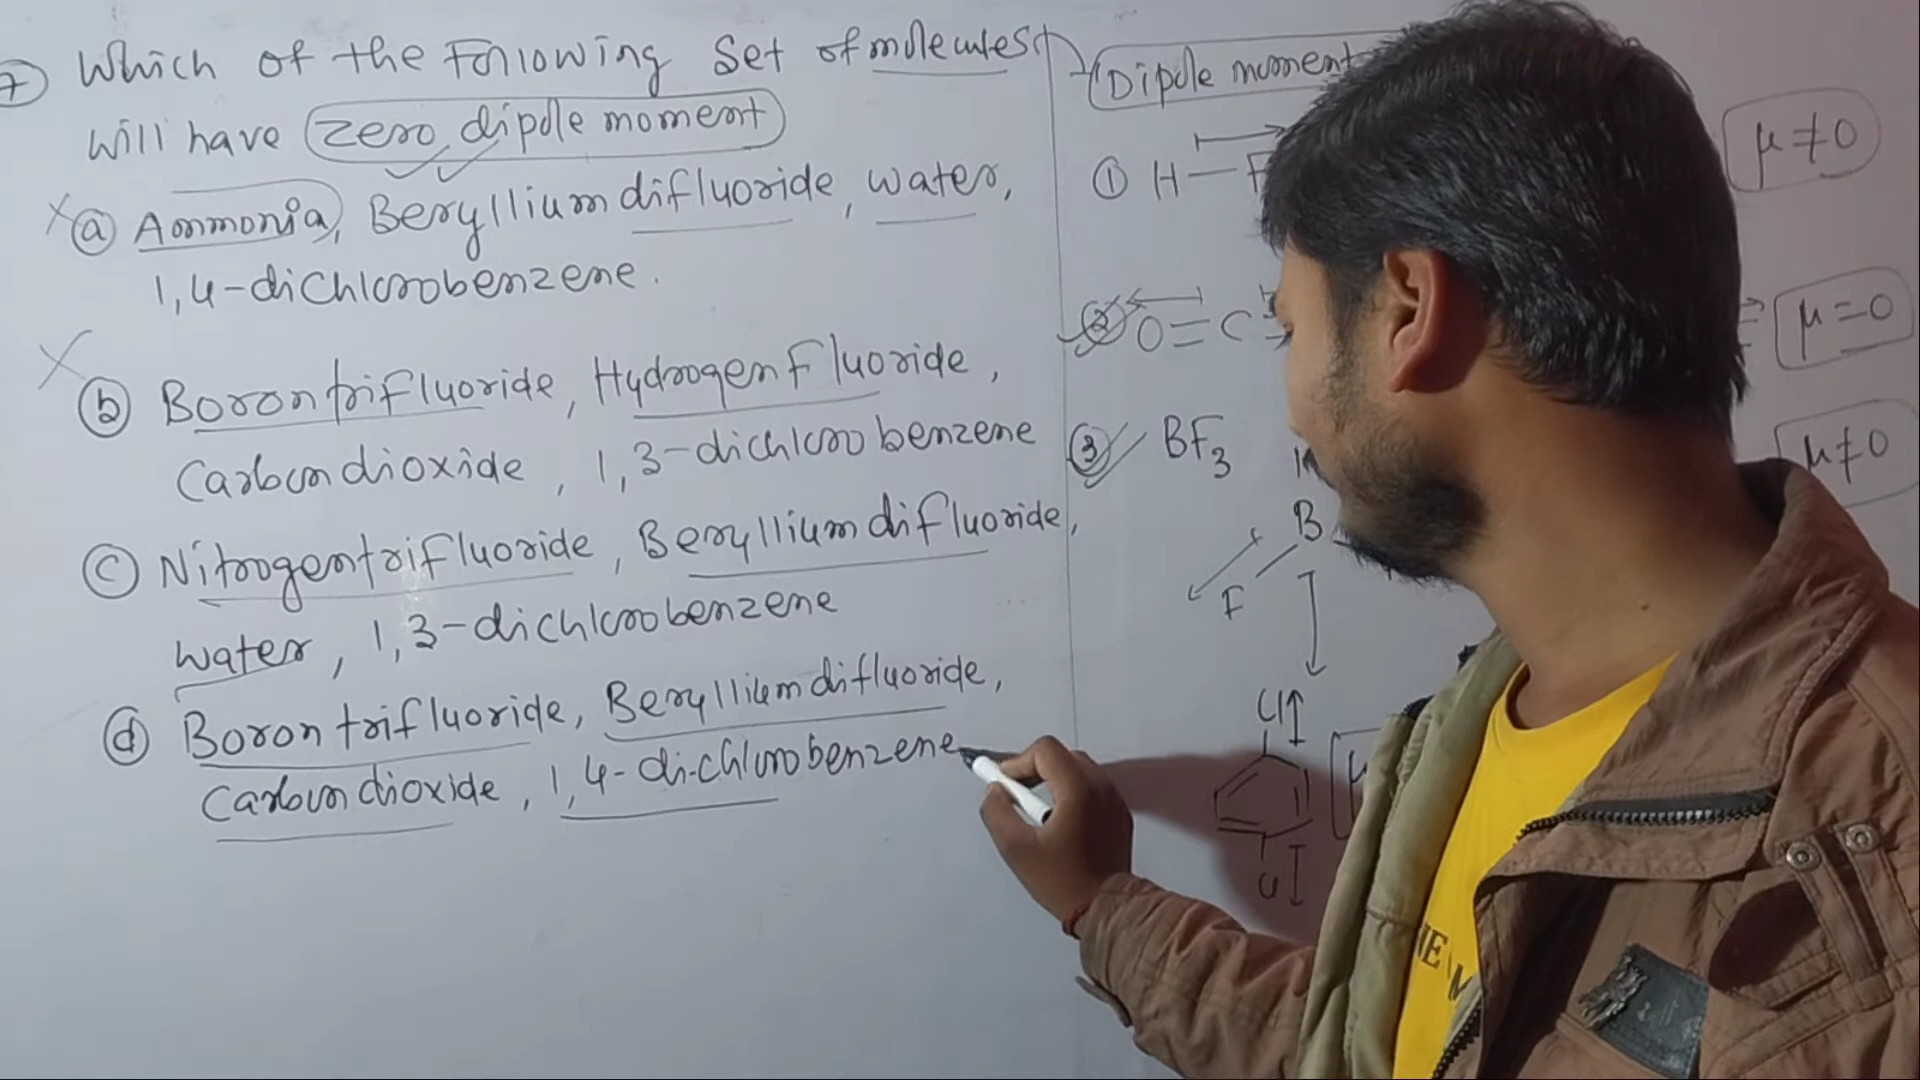 7 Which of the Following Set of molecules
will have zero dipole moment
(a) Ammonia, Beryllium difluoride, water,
1,4-dichlorobenzene.
(b) Boron trifluoride, Hydrogen Fluoride,
Carbon dioxide, 1,3-dichloro benzene
(c) Nitrogen trifluoride, Beryllium difluoride,
water, 1,3-dichlorobenzene
(d) Boron trifluoride, Beryllium difluoride,
Carbon dioxide, 1,4-di-chlorobenzene
Dipole moment
① H—F
μ≠0
② O=C
μ=0
③ BF3
μ≠0
B
F
Cl
Cl